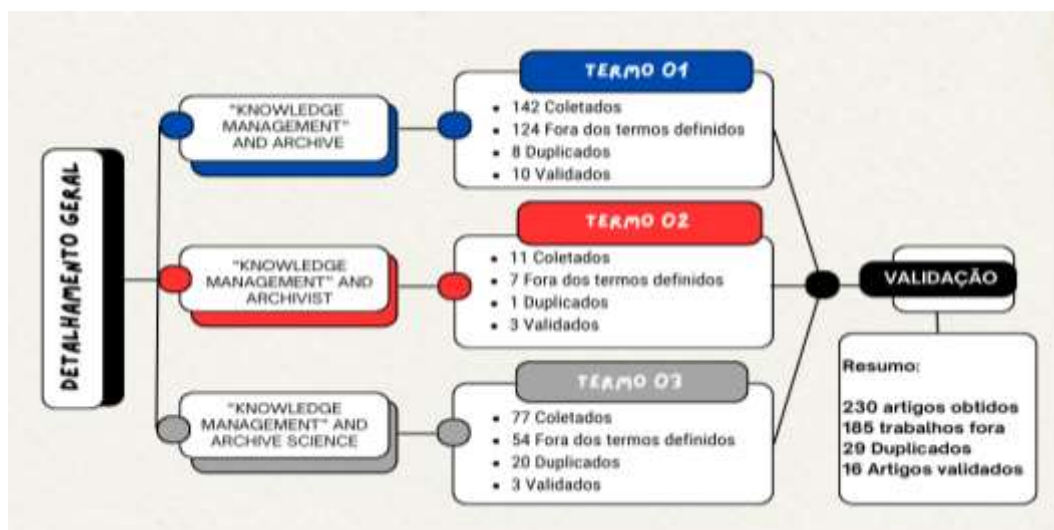 DETALHAMENTO GERAL
"KNOWLEDGE
MANAGEMENT"
AND ARCHIVE
TERMO 01
• 142 Coletados
• 124 Fora dos termos definidos
• 8 Duplicados
• 10 Validados
"KNOWLEDGE
MANAGEMENT" AND
ARCHIVIST
TERMO 02
• 11 Coletados
• 7 Fora dos termos definidos
• 1 Duplicados
• 3 Validados
"KNOWLEDGE
MANAGEMENT" AND
ARCHIVE SCIENCE
TERMO 03
• 77 Coletados
• 54 Fora dos termos definidos
• 20 Duplicados
• 3 Validados
VALIDAÇÃO
Resumo:
230 artigos obtidos
185 trabalhos fora
29 Duplicados
16 Artigos validados